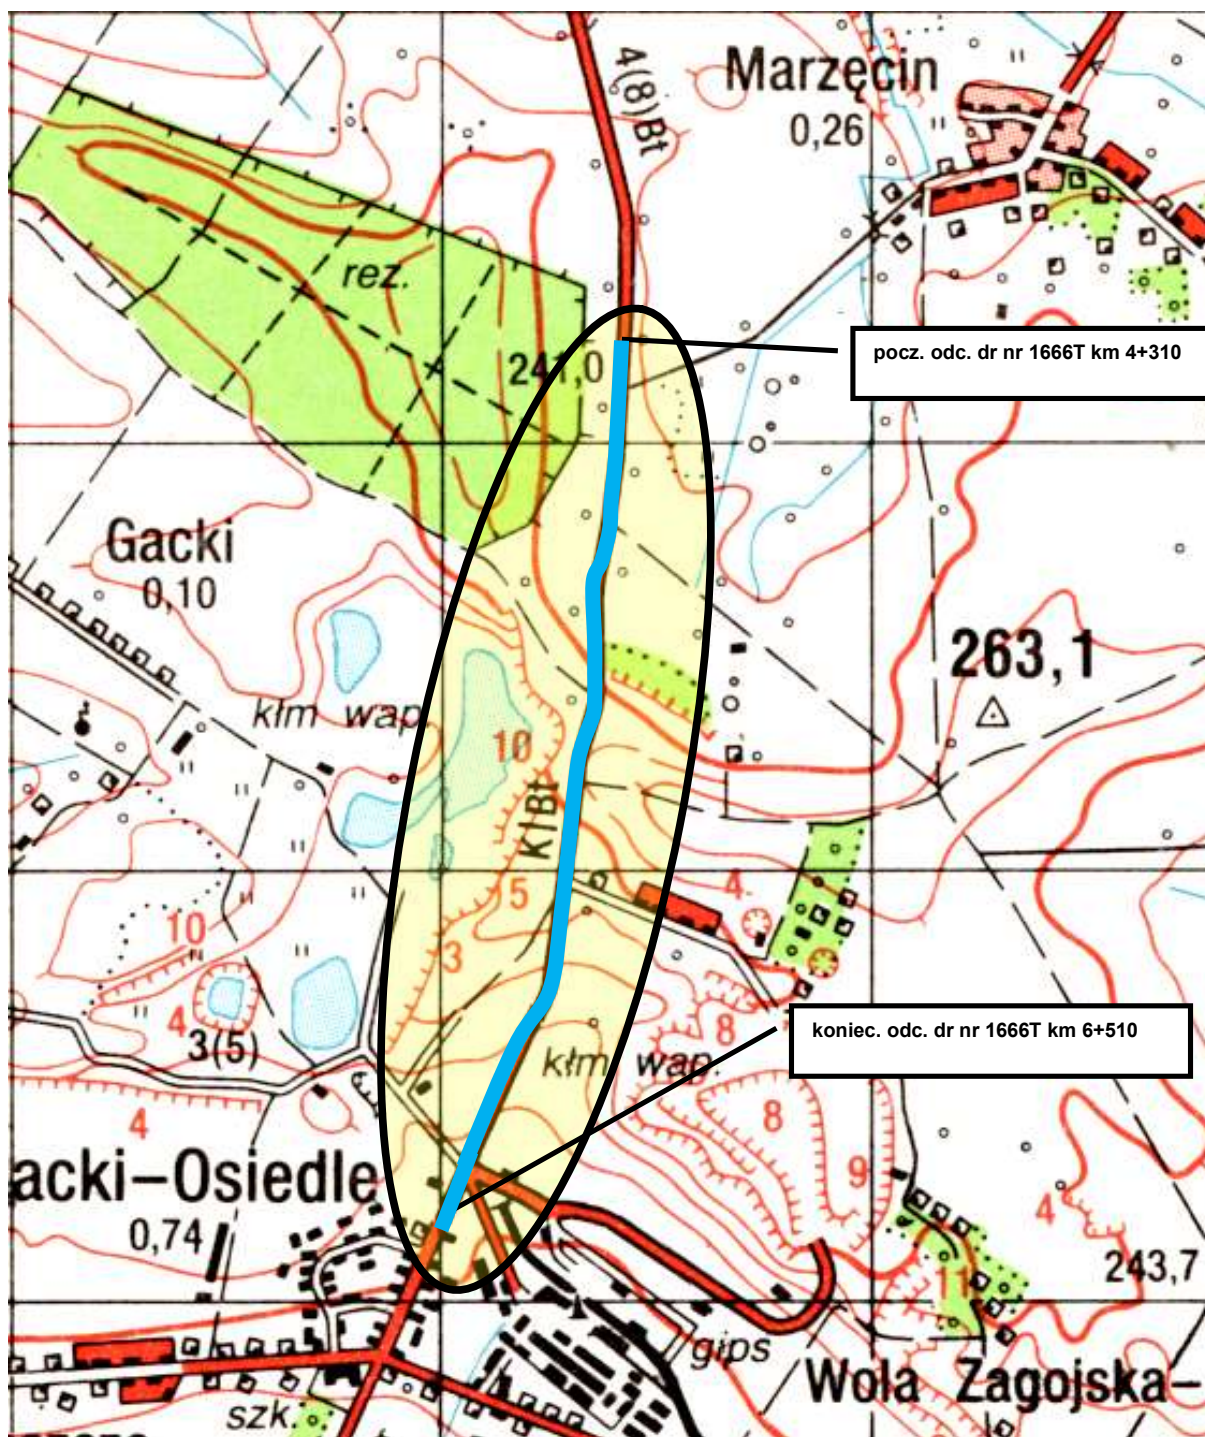 4(8)Bt
Marzęcin
0,26
rez.
241,0
pocz. odc. dr nr 1666T km 4+310
Gacki
0,10
263,1
kłm wap.
10
klBt
5
4
10
3
4
3(5)
8
koniec. odc. dr nr 1666T km 6+510
kłm wap.
4
8
9
acki–Osiedle
0,74
4
11
243,7
gips
Wola Zagojska–
szk.